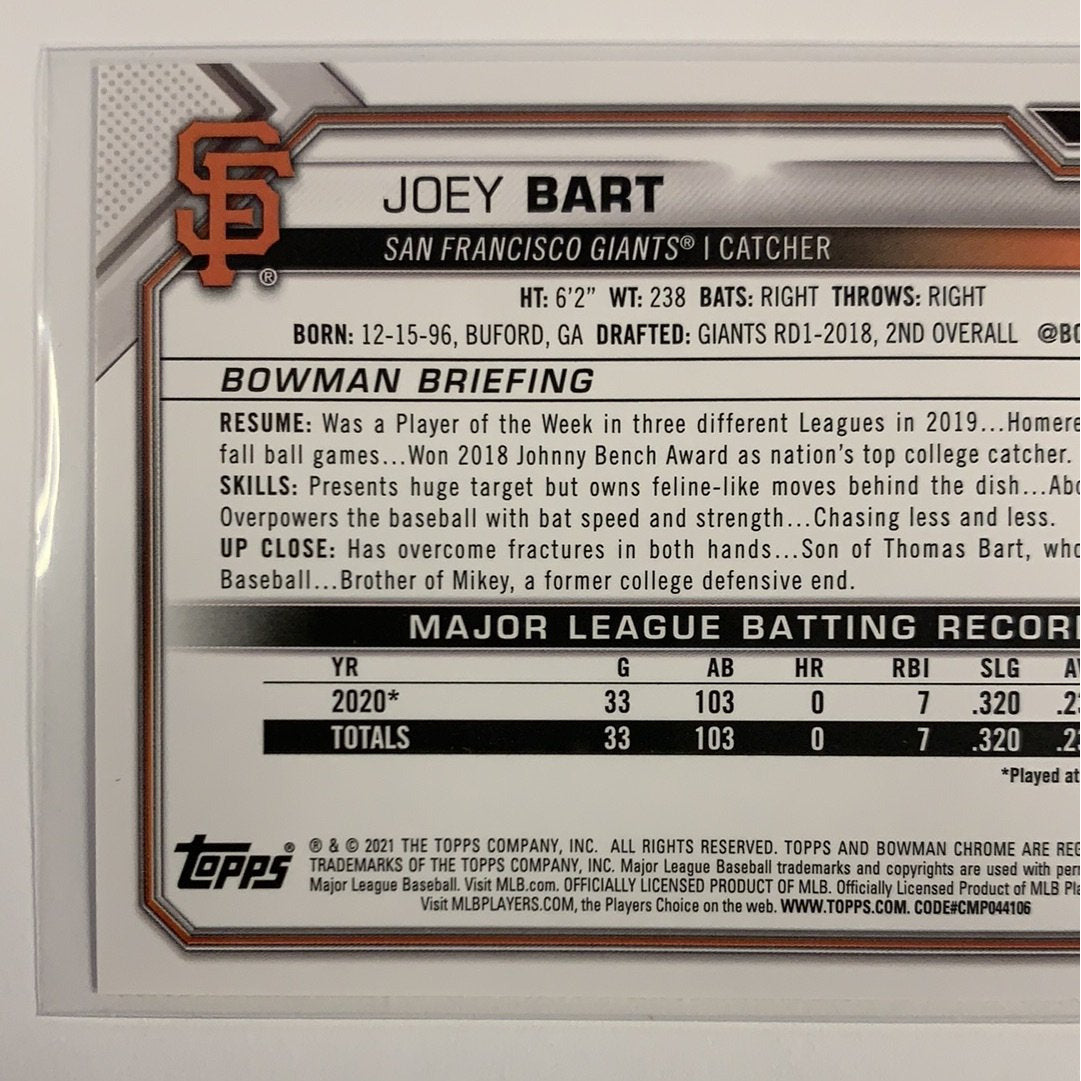 SF®
JOEY BART
SAN FRANCISCO GIANTS® | CATCHER
HT: 6'2" WT: 238 BATS: RIGHT THROWS: RIGHT
BORN: 12-15-96, BUFORD, GA DRAFTED: GIANTS RD1-2018, 2ND OVERALL
BOWMAN BRIEFING
RESUME: Was a Player of the Week in three different Leagues in 2019...
fall ball games...Won 2018 Johnny Bench Award as nation's top college catcher.
SKILLS: Presents huge target but owns feline-like moves behind the dish...
Overpowers the baseball with bat speed and strength...Chasing less and less.
UP CLOSE: Has overcome fractures in both hands...Son of Thomas Bart,
Baseball...Brother of Mikey, a former college defensive end.
MAJOR LEAGUE BATTING
YR G AB HR RBI SLG
2020* 33 103 0 7 .320
TOTALS 33 103 0 7 .320
*Played at
Topps® ® & © 2021 THE TOPPS COMPANY, INC. ALL RIGHTS RESERVED. TOPPS AND BOWMAN CHROME ARE
TRADEMARKS OF THE TOPPS COMPANY, INC. Major League Baseball trademarks and copyrights are used with
Major League Baseball. Visit MLB.com. OFFICIALLY LICENSED PRODUCT OF MLB. Officially Licensed Product of MLB
Visit MLBPLAYERS.COM, the Players Choice on the web. WWW.TOPPS.COM. CODE#CMP044106